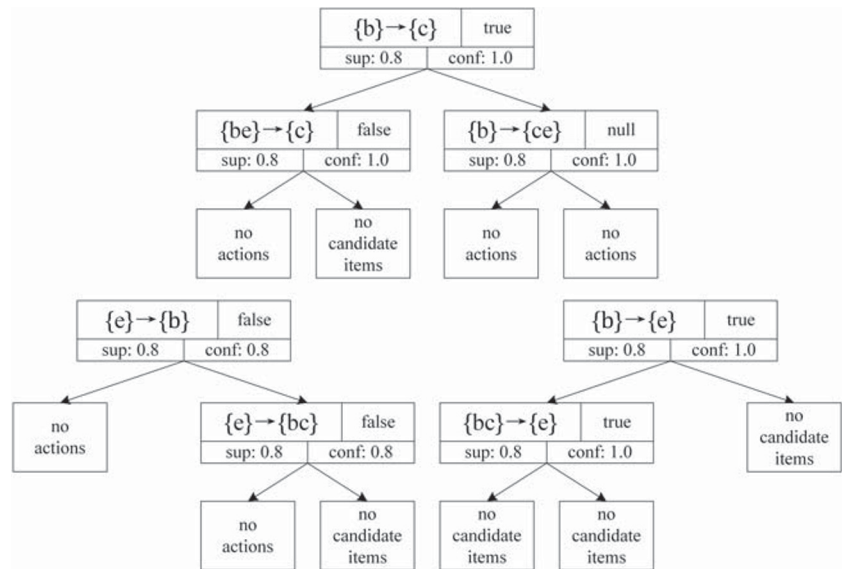 {b}→{c} true
sup: 0.8 conf: 1.0
{be}→{c} false
sup: 0.8 conf: 1.0
{b}→{ce} null
sup: 0.8 conf: 1.0
no
actions
no
candidate
items
no
actions
no
actions
{e}→{b} false
sup: 0.8 conf: 0.8
{b}→{e} true
sup: 0.8 conf: 1.0
no
actions
{e}→{bc} false
sup: 0.8 conf: 0.8
{bc}→{e} true
sup: 0.8 conf: 1.0
no
candidate
items
no
actions
no
candidate
items
no
candidate
items
no
candidate
items